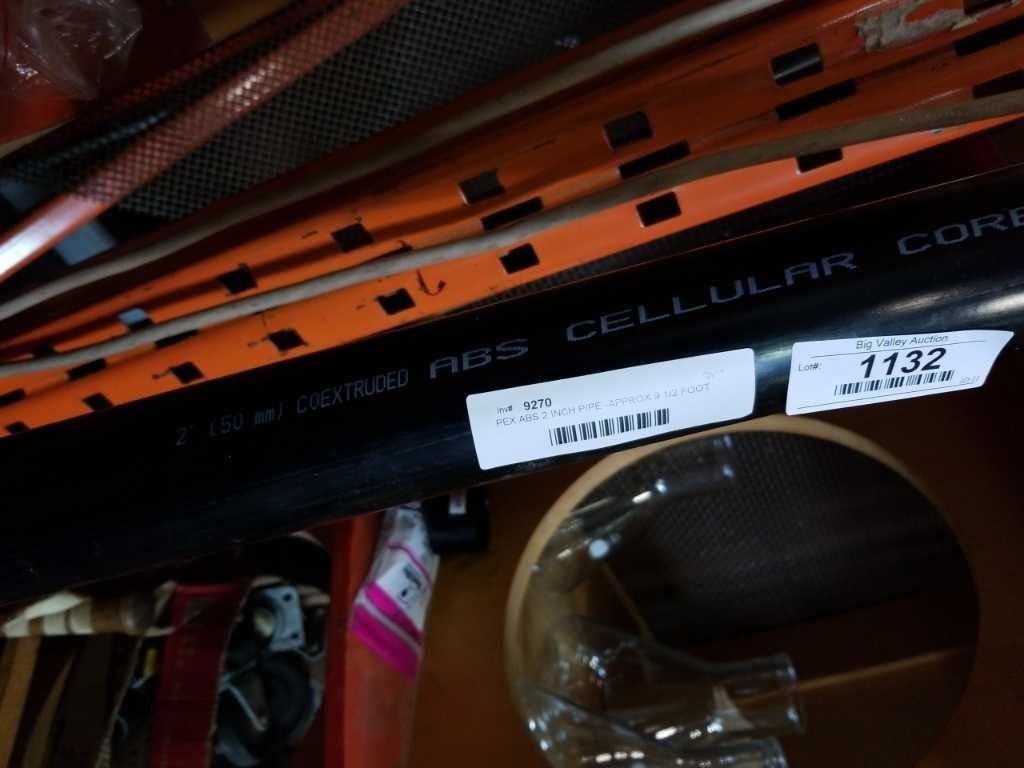 2" (50 mm) COEXTRUDED ABS CELLULAR CORE
Inv# 9270
PEX ABS 2 INCH PIPE -APPROX 9 1/2 FOOT
Big Valley Auction
Lot#: 1132